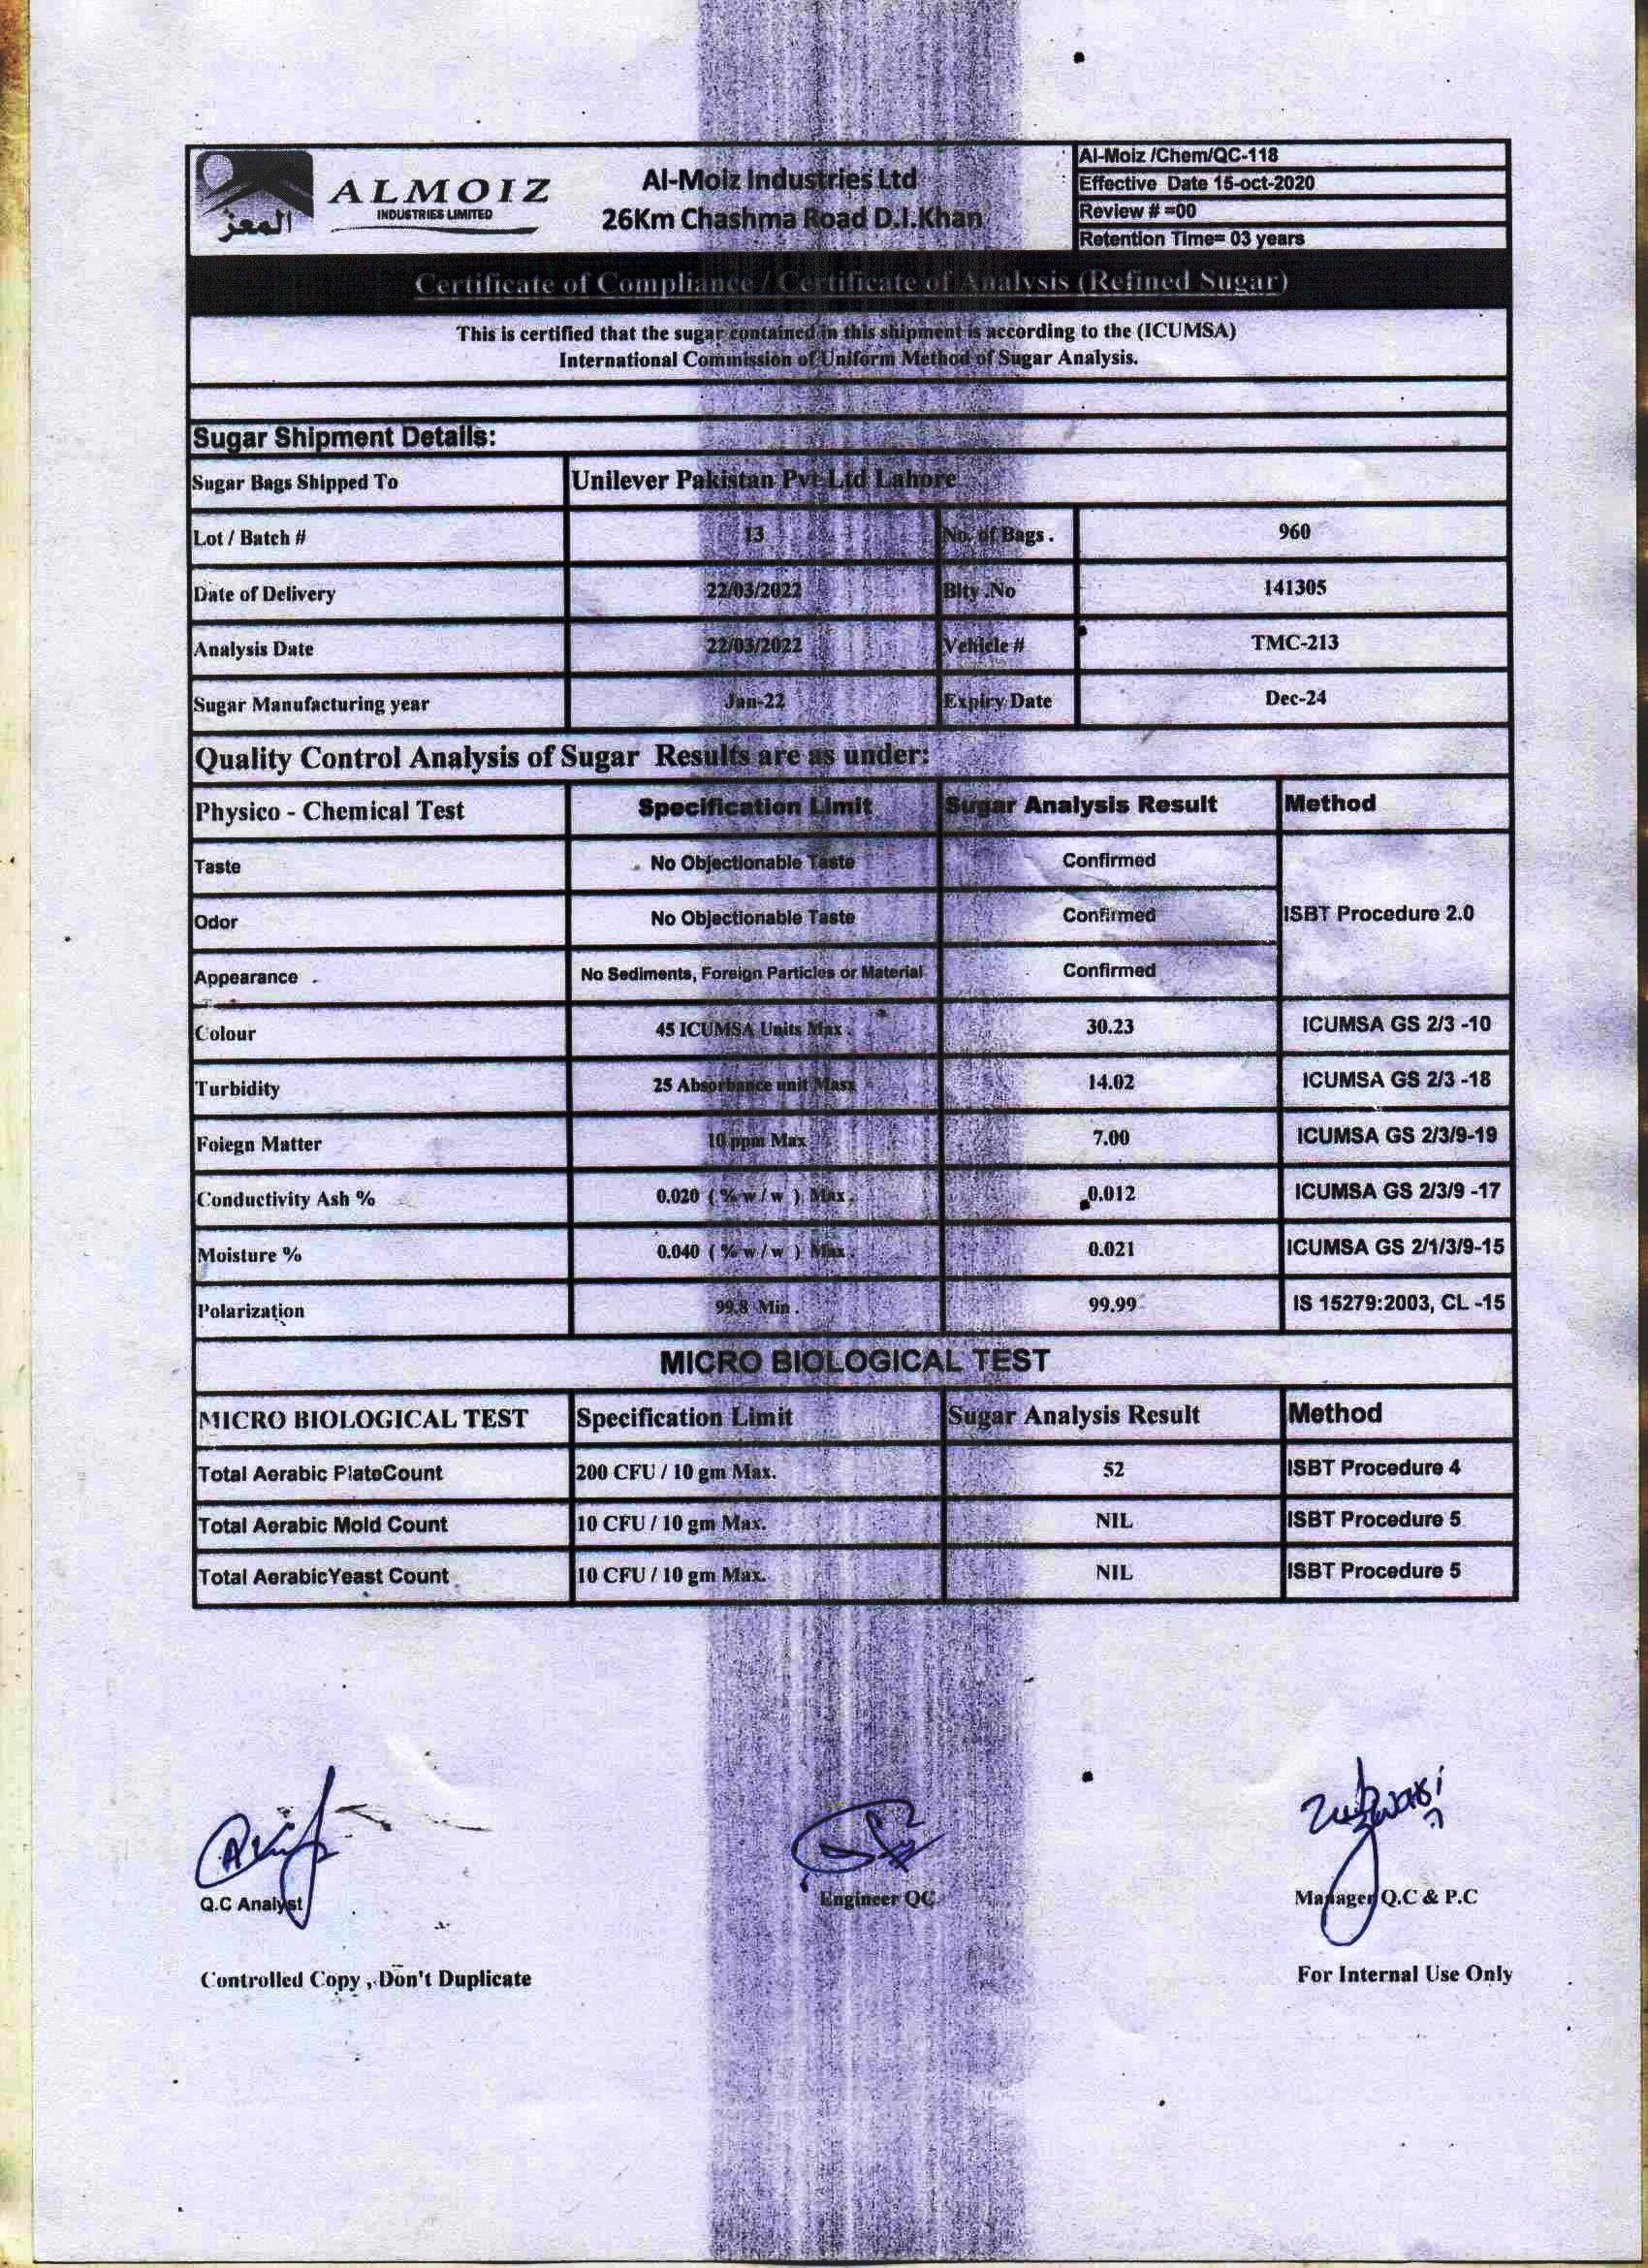 المعز
ALMOIZ
INDUSTRIES LIMITED
Al-Moiz Industries Ltd
26Km Chashma Road D.I.Khan
Al-Moiz /Chem/QC-118
Effective Date 15-oct-2020
Review # =00
Retention Time= 03 years
Certificate of Compliance / Certificate of Analysis (Refined Sugar)
This is certified that the sugar contained in this shipment is according to the (ICUMSA)
International Commission of Uniform Method of Sugar Analysis.
Sugar Shipment Details:
Sugar Bags Shipped To Unilever Pakistan Pvt Ltd Lahore
Lot / Batch # 13 No. of Bags . 960
Date of Delivery 22/03/2022 Blty .No 141305
Analysis Date 22/03/2022 Vehicle # TMC-213
Sugar Manufacturing year Jan-22 Expiry Date Dec-24
Quality Control Analysis of Sugar Results are as under:
Physico - Chemical Test Specification Limit Sugar Analysis Result Method
Taste No Objectionable Taste Confirmed
Odor No Objectionable Taste Confirmed ISBT Procedure 2.0
Appearance No Sediments, Foreign Particles or Material Confirmed
Colour 45 ICUMSA Units Max . 30.23 ICUMSA GS 2/3 -10
Turbidity 25 Absorbance unit Masx 14.02 ICUMSA GS 2/3 -18
Foiegn Matter 10 ppm Max 7.00 ICUMSA GS 2/3/9-19
Conductivity Ash % 0.020 ( % w / w ) Max . 0.012 ICUMSA GS 2/3/9 -17
Moisture % 0.040 ( % w / w ) Max . 0.021 ICUMSA GS 2/1/3/9-15
Polarization 99.8 Min . 99.99 IS 15279:2003, CL -15
MICRO BIOLOGICAL TEST
MICRO BIOLOGICAL TEST Specification Limit Sugar Analysis Result Method
Total Aerabic PlateCount 200 CFU / 10 gm Max. 52 ISBT Procedure 4
Total Aerabic Mold Count 10 CFU / 10 gm Max. NIL ISBT Procedure 5
Total AerabicYeast Count 10 CFU / 10 gm Max. NIL ISBT Procedure 5
Q.C Analyst Engineer QC Manager Q.C & P.C
Controlled Copy , Don't Duplicate For Internal Use Only